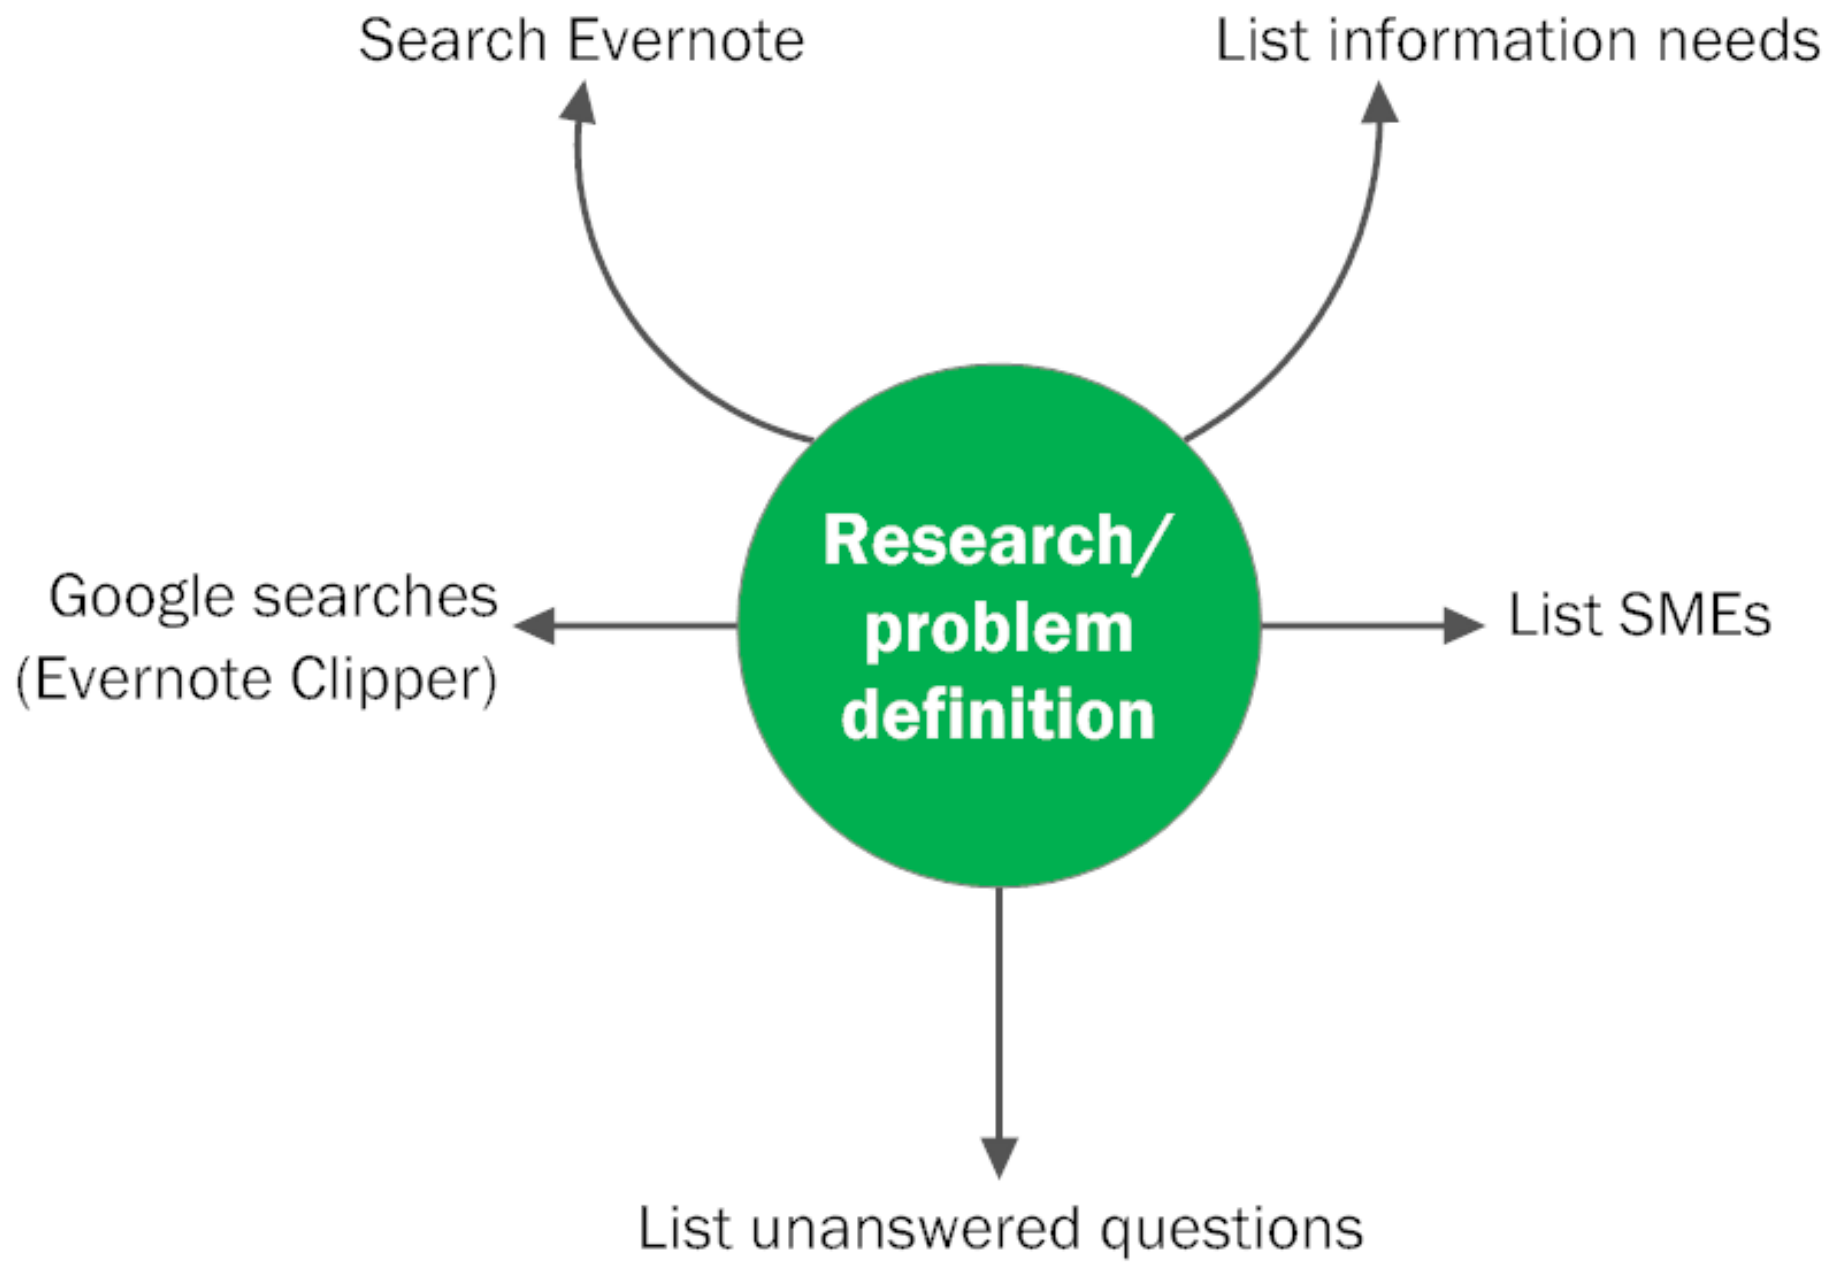 Search Evernote
List information needs
Research/
problem
definition
Google searches
(Evernote Clipper)
List SMEs
List unanswered questions